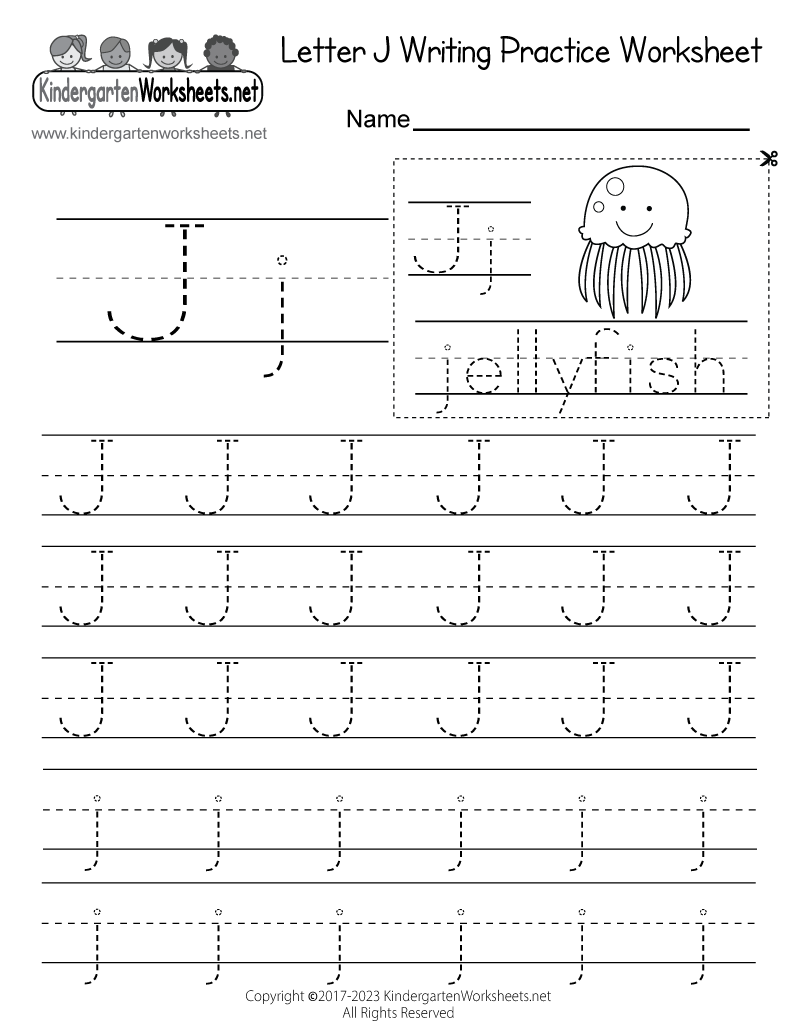 Letter J Writing Practice Worksheet
KindergartenWorksheets.net
www.kindergartenworksheets.net
Name
J j
J j
jellyfish
J J J J J J
J J J J J J
J J J J J J
j j j j j j
j j j j j j
Copyright ©2017-2023 KindergartenWorksheets.net
All Rights Reserved